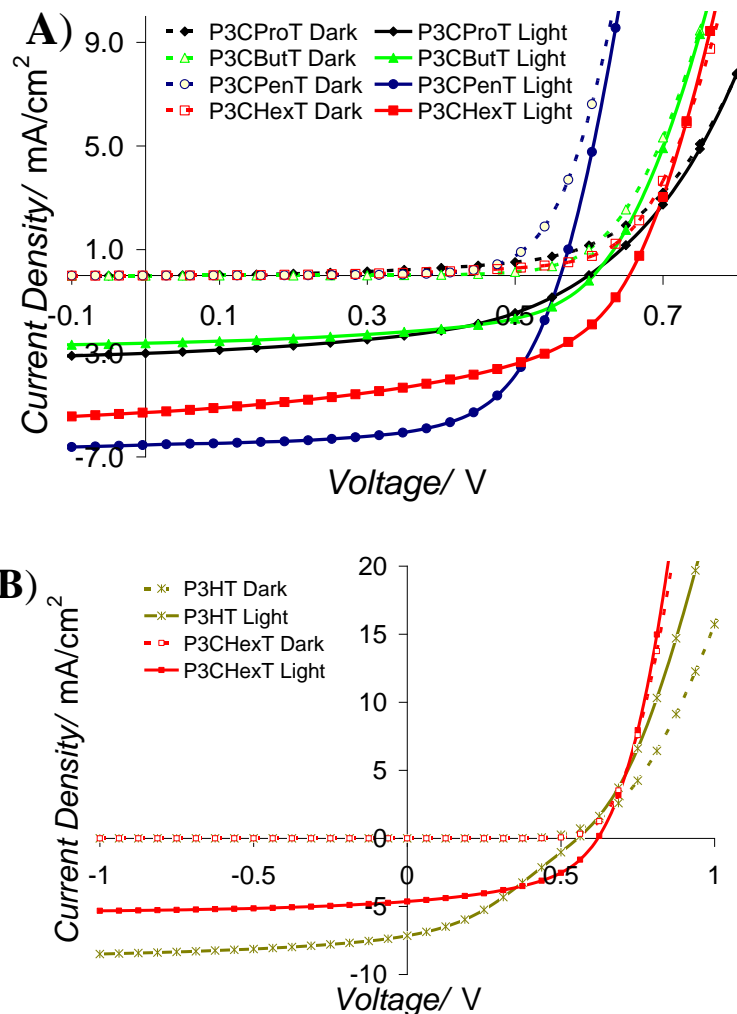 A)
9.0
5.0
1.0
3.0
-7.0
-0.1 0.1 0.3 0.5 0.7
P3CProT Dark P3CProT Light
P3CButT Dark P3CButT Light
P3CPenT Dark P3CPenT Light
P3CHexT Dark P3CHexT Light
Current Density/ mA/cm²
Voltage/ V
B)
20
15
10
5
0
-10
-1 -0.5 0 0.5 1
P3HT Dark
P3HT Light
P3CHexT Dark
P3CHexT Light
Current Density/ mA/cm²
-5
Voltage/ V